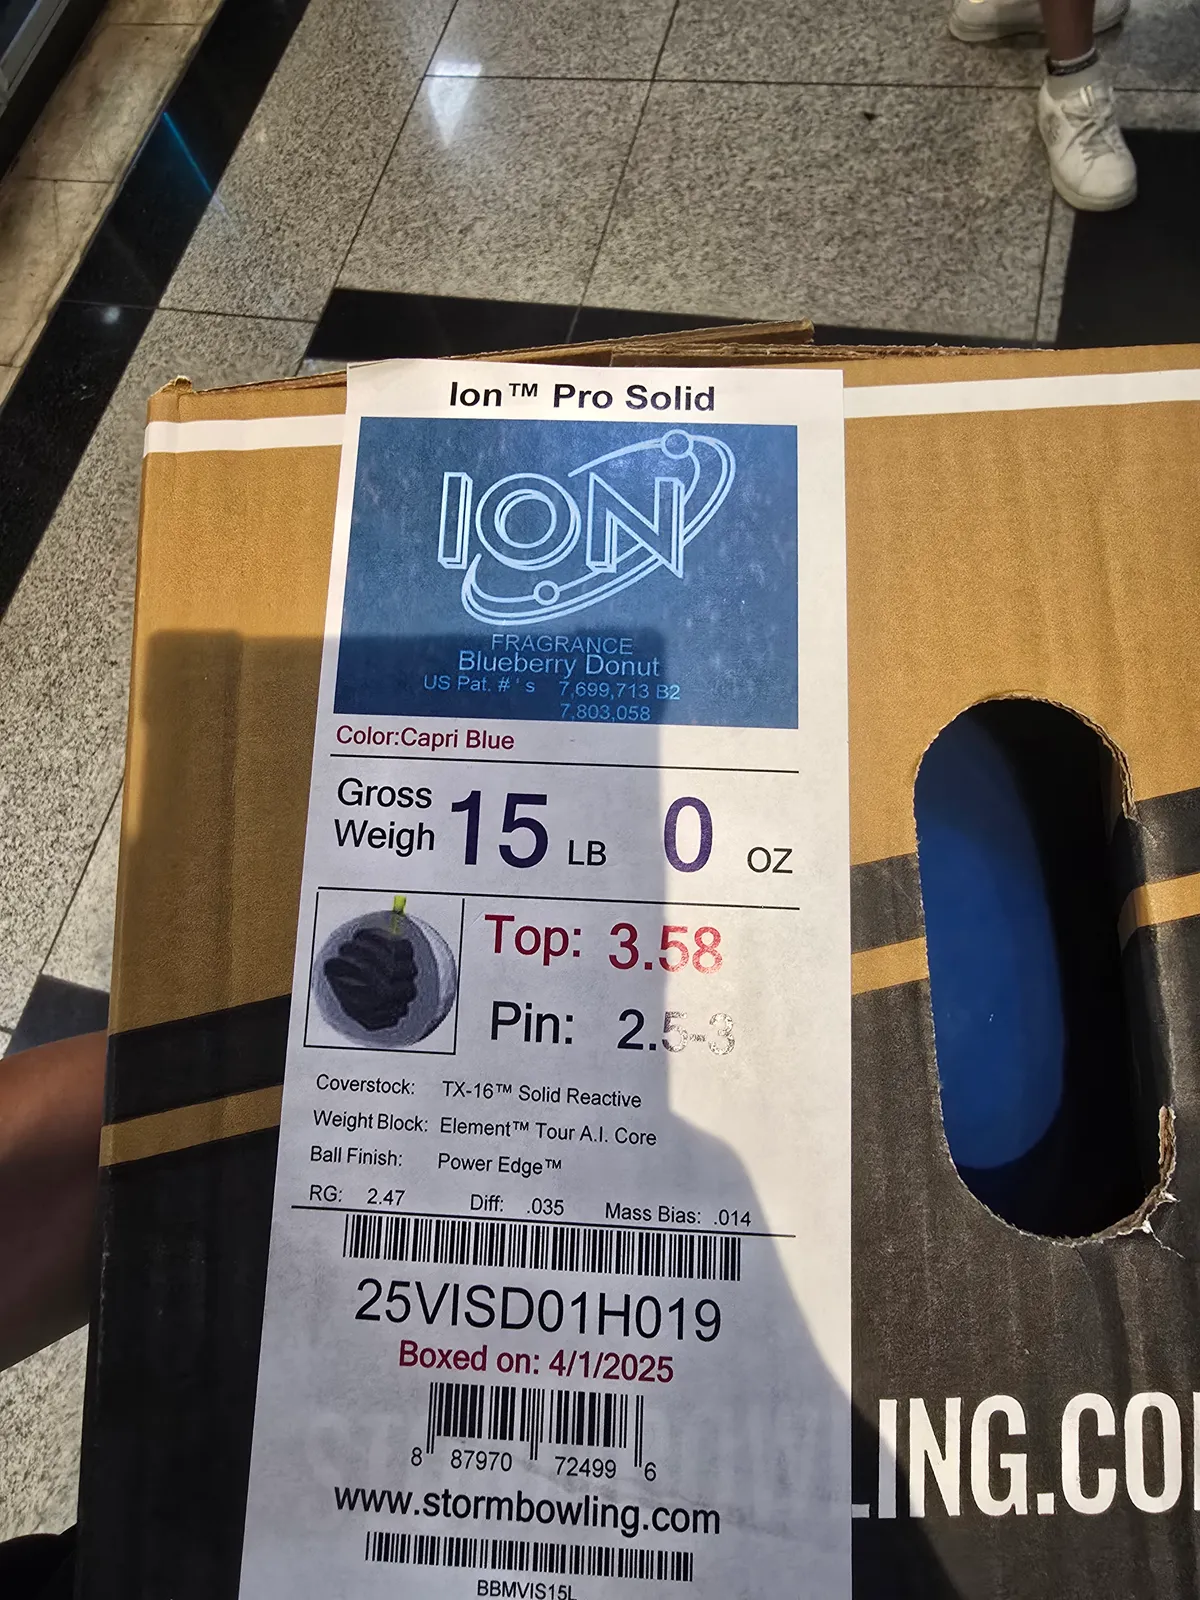 Ion™ Pro Solid
ION
FRAGRANCE
Blueberry Donut
US Pat. # ' s 7,699,713 B2
7,803,058
Color:Capri Blue
Gross Weigh 15 LB 0 OZ
Top: 3.58
Pin: 2.5-3
Coverstock: TX-16™ Solid Reactive
Weight Block: Element™ Tour A.I. Core
Ball Finish: Power Edge™
RG: 2.47 Diff: .035 Mass Bias: .014
25VISD01H019
Boxed on: 4/1/2025
8 87970 72499 6
www.stormbowling.com
BBMVIS15L
LING.CO